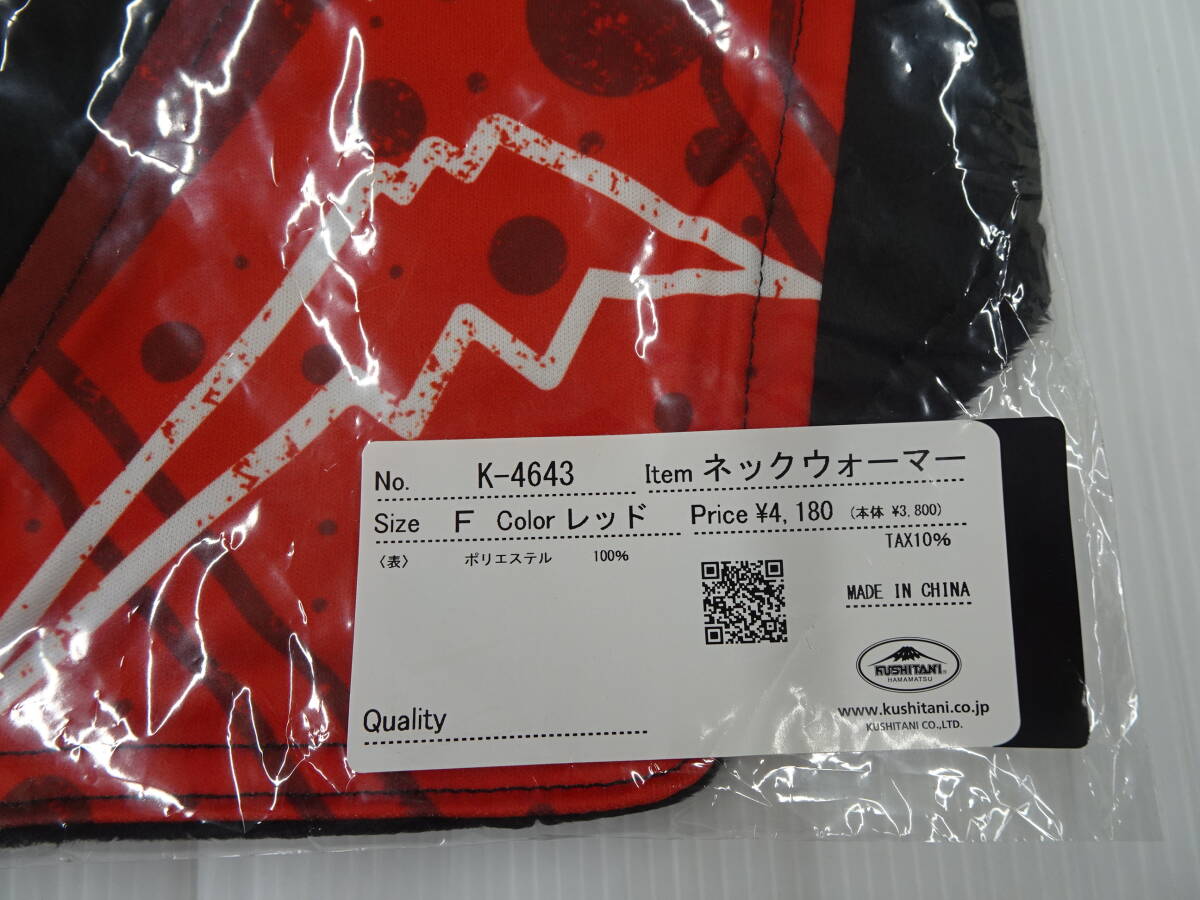 No. K-4643 Item ネックウォーマー
Size F Color レッド Price ¥4,180 (本体 ¥3,800)
TAX10%
〈表〉 ポリエステル 100%
MADE IN CHINA
KUSHITANI
HAMAMATSU
Quality
www.kushitani.co.jp
KUSHITANI CO.,LTD.